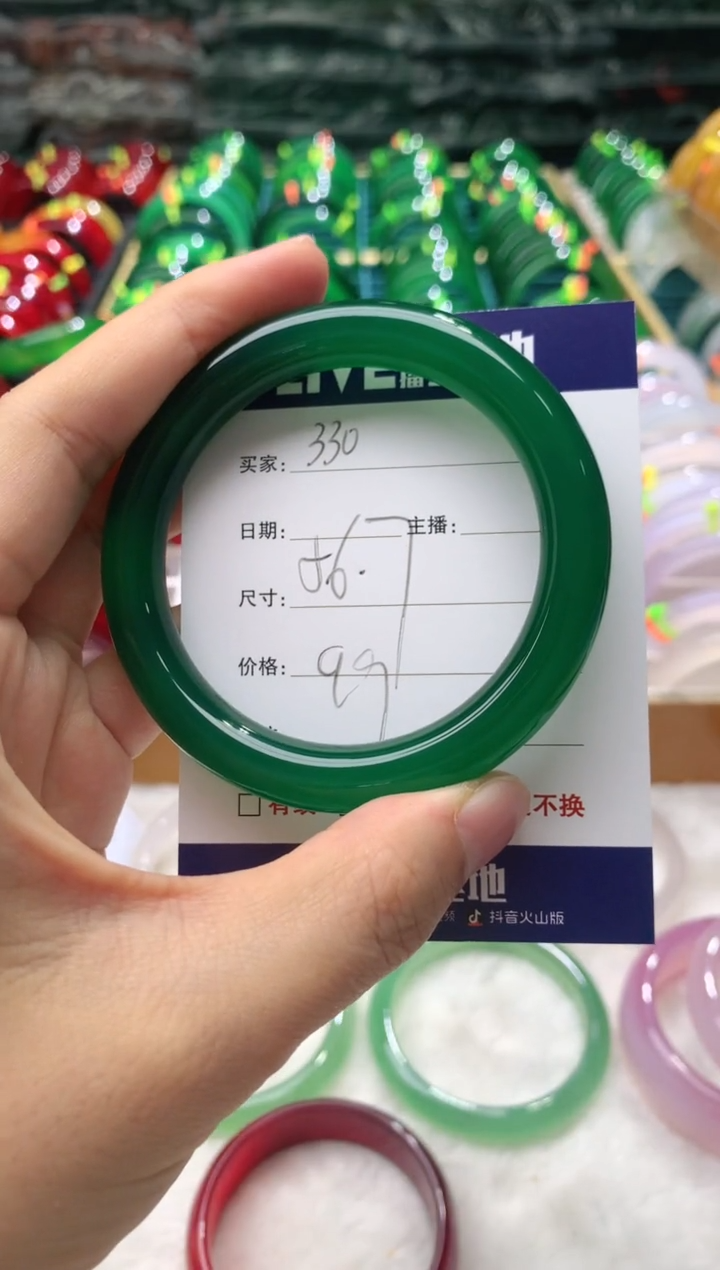 LIVE播
地
买家: 330
日期: 主播:
尺寸: 56.7
价格: 99
不换
地
抖音火山版